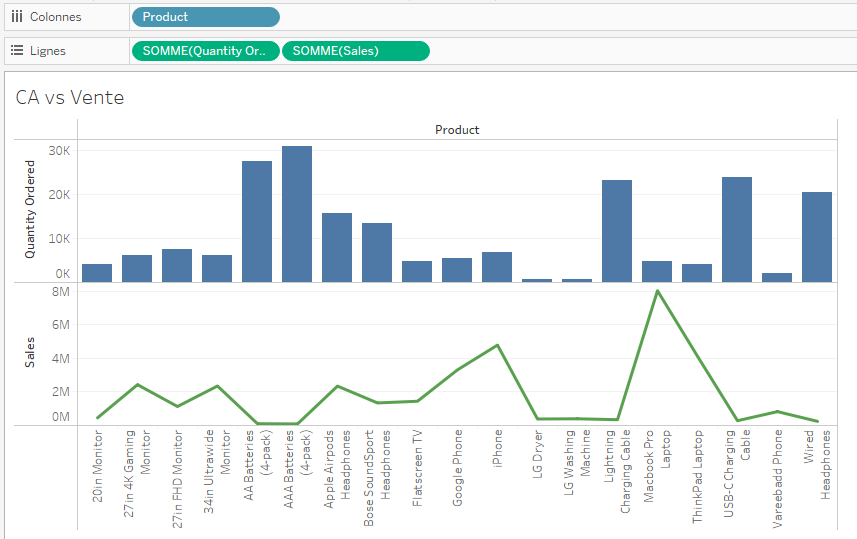 Colonnes
Product
Lignes
SOMME(Quantity Or..
SOMME(Sales)
CA vs Vente
Product
Quantity Ordered
30K
20K
10K
0K
Sales
8M
6M
4M
2M
0M
20in Monitor
27in 4K Gaming
Monitor
27in FHD Monitor
34in Ultrawide
Monitor
AA Batteries
(4-pack)
AAA Batteries
(4-pack)
Apple Airpods
Headphones
Bose SoundSport
Headphones
Flatscreen TV
Google Phone
iPhone
LG Dryer
LG Washing
Machine
Lightning
Charging Cable
Macbook Pro
Laptop
ThinkPad Laptop
USB-C Charging
Cable
Vareebadd Phone
Wired
Headphones